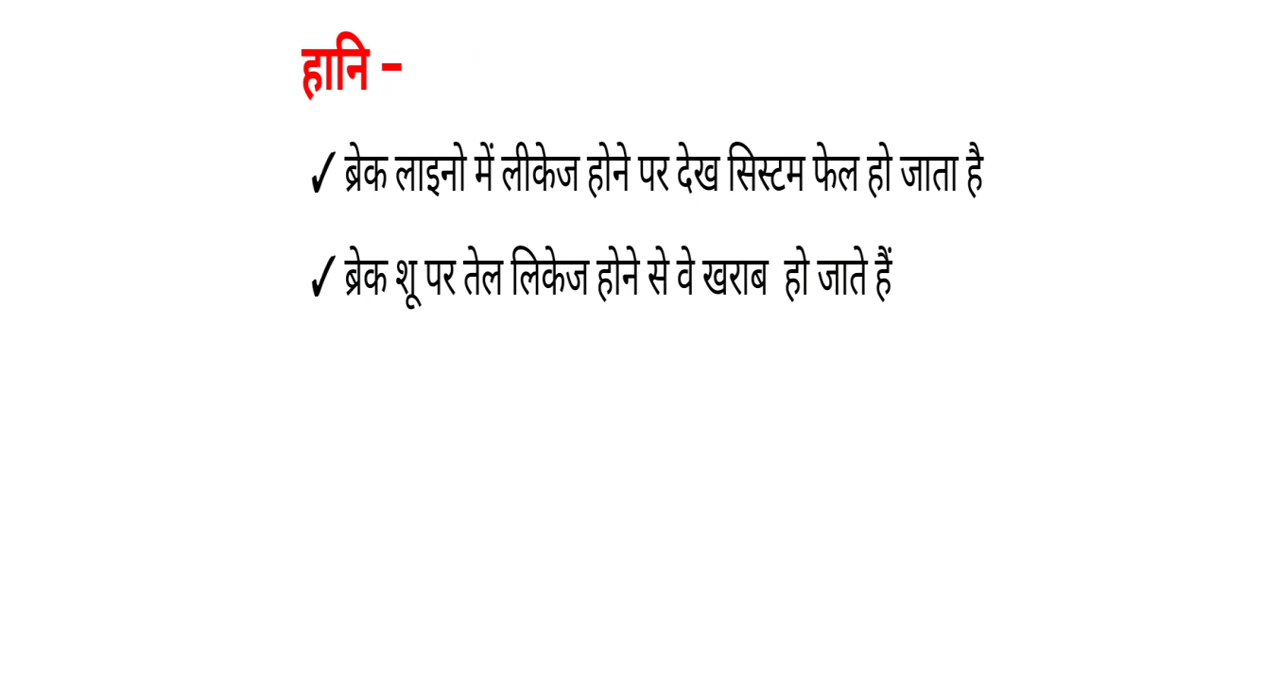 हानि –
✓ ब्रेक लाइनो में लीकेज होने पर देख सिस्टम फेल हो जाता है
✓ ब्रेक शू पर तेल लिकेज होने से वे खराब हो जाते हैं